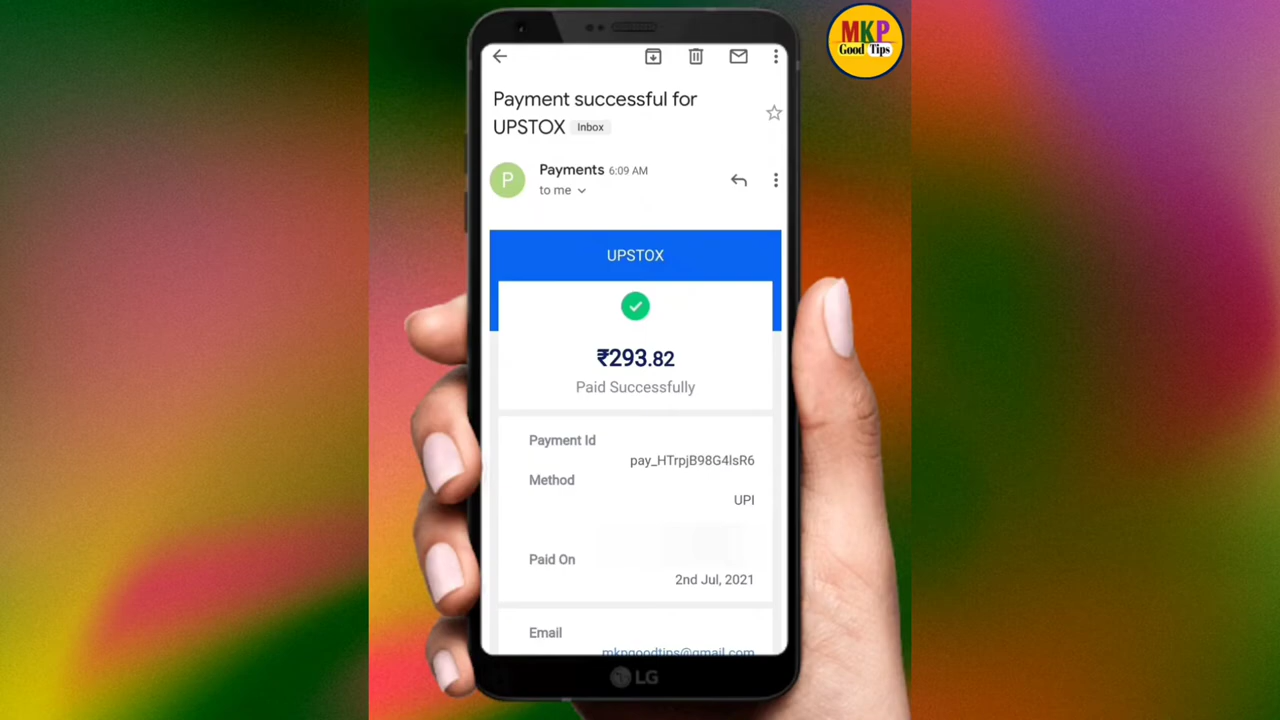 MKP
Good Tips
Payment successful for
UPSTOX Inbox
P
Payments 6:09 AM
to me
UPSTOX
₹293.82
Paid Successfully
Payment Id
pay_HTrpjB98G4IsR6
Method
UPI
Paid On
2nd Jul, 2021
Email
mkpgoodtips@gmail.com
LG